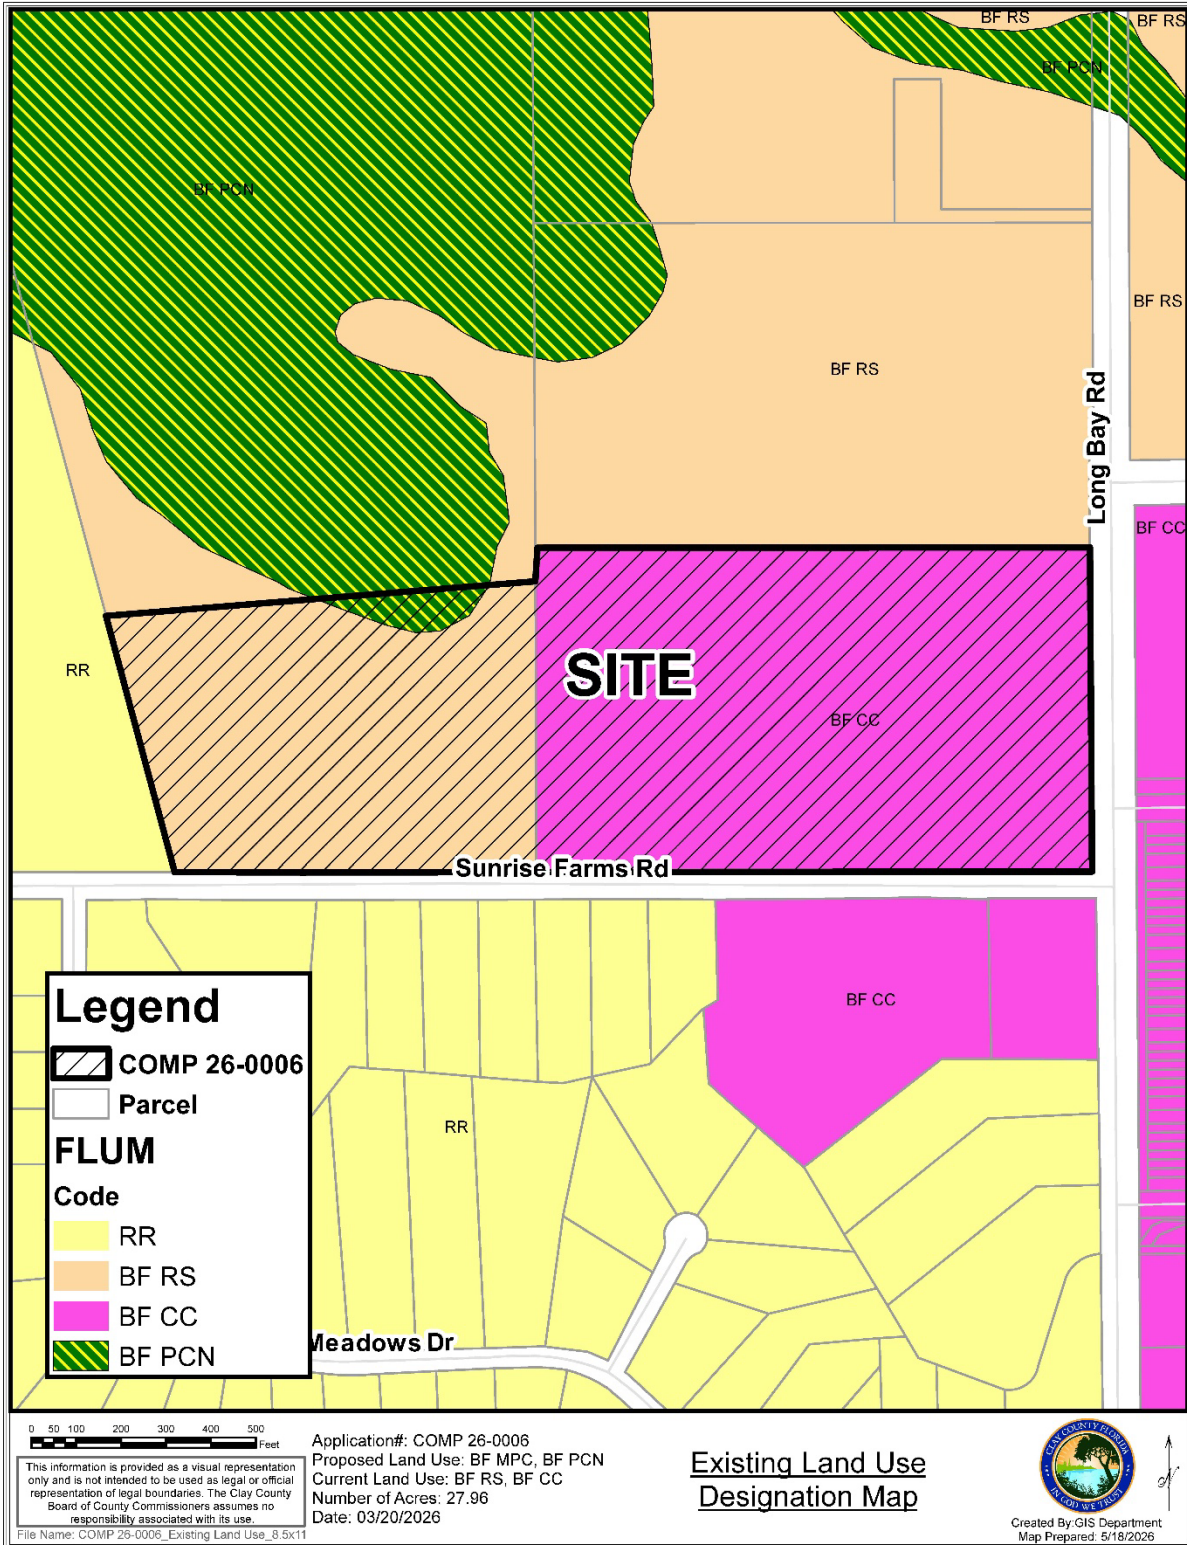 BF RS
BF RS
BF PCN
BF PCN
BF RS
BF RS
Long Bay Rd
BF CC
RR
SITE
BF CC
Sunrise Farms Rd
BF CC
RR
Meadows Dr
Legend
COMP 26-0006
Parcel
FLUM
Code
RR
BF RS
BF CC
BF PCN
0 50 100 200 300 400 500
Feet
This information is provided as a visual representation
only and is not intended to be used as legal or official
representation of legal boundaries. The Clay County
Board of County Commissioners assumes no
responsibility associated with its use.
File Name: COMP 26-0006_Existing Land Use_8.5x11
Application#: COMP 26-0006
Proposed Land Use: BF MPC, BF PCN
Current Land Use: BF RS, BF CC
Number of Acres: 27.96
Date: 03/20/2026
Existing Land Use
Designation Map
CLAY COUNTY FLORIDA
IN GOD WE TRUST
N
Created By:GIS Department
Map Prepared: 5/18/2026